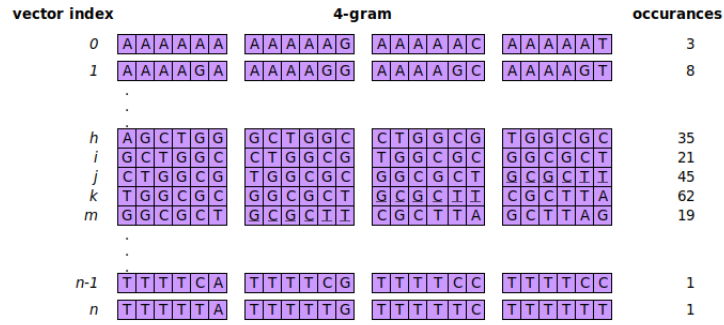 vector index 4-gram occurances
0 AAAAAA AAAAAG AAAAAC AAAAAT 3
1 AAAAGA AAAAGG AAAAGC AAAAGT 8
.
.
.
h AGCTGG GCTGGC CTGGCG TGGCGC 35
i GCTGGC CTGGCG TGGCGC GGCGCT 21
j CTGGCG TGGCGC GGCGCT GCGCTT 45
k TGGCGC GGCGCT GCGCTT CGCTTA 62
m GGCGCT GCGCTT CGCTTA GCTTAG 19
.
.
.
n-1 TTTTCA TTTTCG TTTTCC TTTTCC 1
n TTTTTA TTTTTG TTTTTC TTTTTT 1